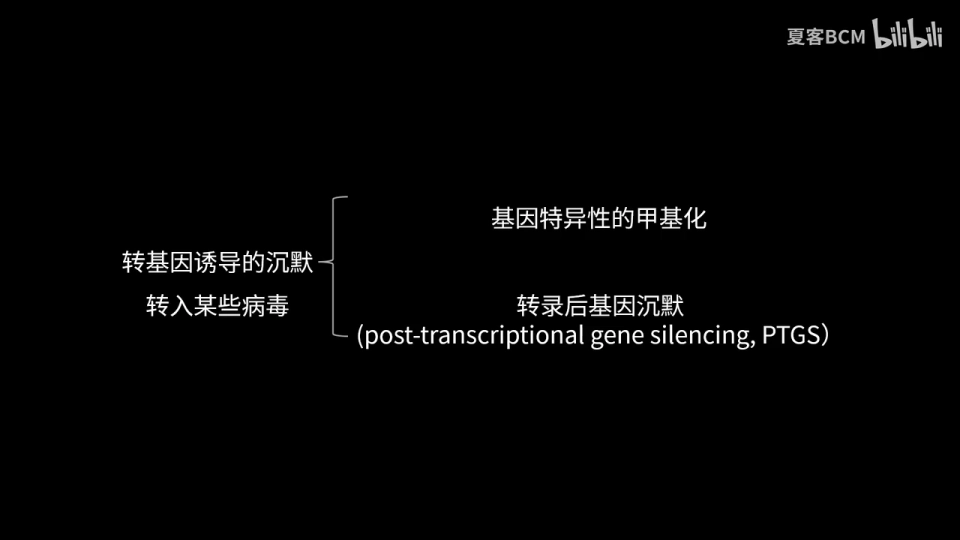 夏客BCM bilibili
基因特异性的甲基化
转基因诱导的沉默
转入某些病毒
转录后基因沉默
(post-transcriptional gene silencing, PTGS）